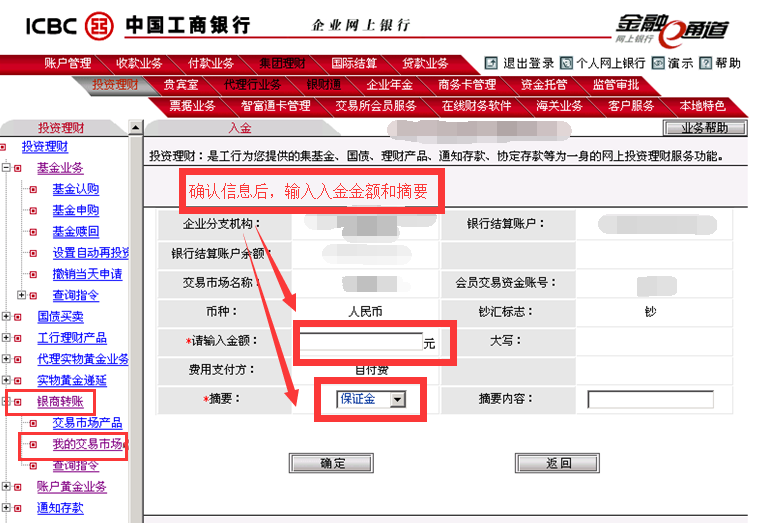 ICBC 中国工商银行 企业网上银行 金融e通道 网上银行
账户管理 收款业务 付款业务 集团理财 国际结算 贷款业务 退出登录 个人网上银行 演示 帮助
投资理财 贵宾室 代理行业务 银财通 企业年金 商务卡管理 资金托管 监管审批
票据业务 智富通卡管理 交易所会员服务 在线财务软件 海关业务 客户服务 本地特色
投资理财 入金 业务帮助
投资理财
基金业务
基金认购
基金申购
基金赎回
设置自动再投资
撤销当天申请
查询指令
国债买卖
工行理财产品
代理实物黄金业务
实物黄金递延
银商转账
交易市场产品
我的交易市场
查询指令
账户黄金业务
通知存款
投资理财：是工行为您提供的集基金、国债、理财产品、通知存款、协定存款等为一身的网上投资理财服务功能。
确认信息后，输入入金金额和摘要
企业分支机构： 银行结算账户：
银行结算账户余额：
交易市场名称： 会员交易资金账号：
币种： 人民币 钞汇标志： 钞
*请输入金额： 元 大写：
费用支付方： 自付费
*摘要： 保证金 摘要内容：
确定 返回